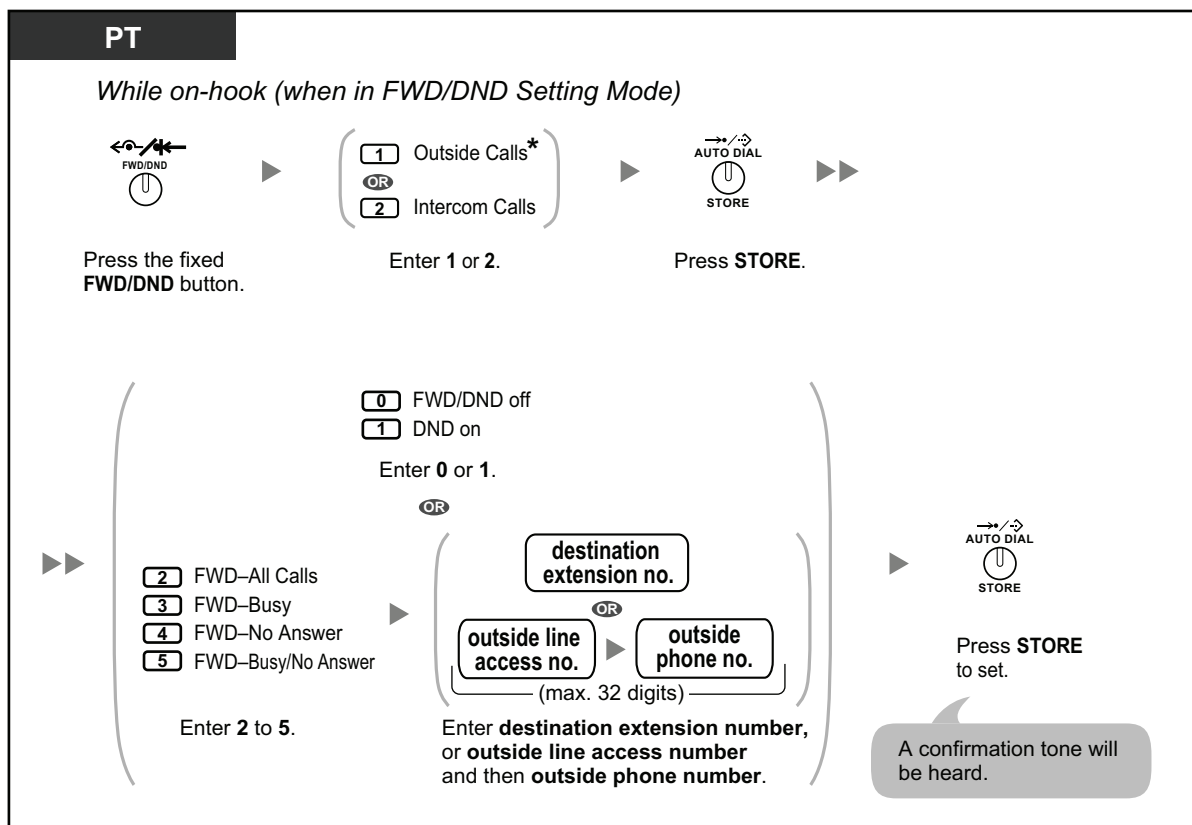 PT
While on-hook (when in FWD/DND Setting Mode)
FWD/DND
Press the fixed
FWD/DND button.
1 Outside Calls*
OR
2 Intercom Calls
Enter 1 or 2.
AUTO DIAL
STORE
Press STORE.
0 FWD/DND off
1 DND on
Enter 0 or 1.
OR
2 FWD–All Calls
3 FWD–Busy
4 FWD–No Answer
5 FWD–Busy/No Answer
Enter 2 to 5.
destination
extension no.
OR
outside line
access no.
outside
phone no.
(max. 32 digits)
Enter destination extension number,
or outside line access number
and then outside phone number.
AUTO DIAL
STORE
Press STORE
to set.
A confirmation tone will
be heard.